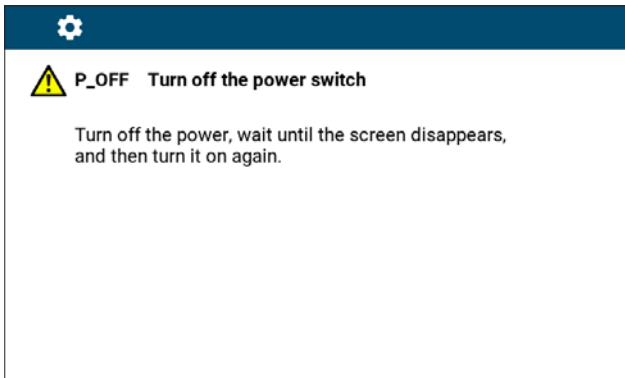 P_OFF Turn off the power switch
Turn off the power, wait until the screen disappears,
and then turn it on again.